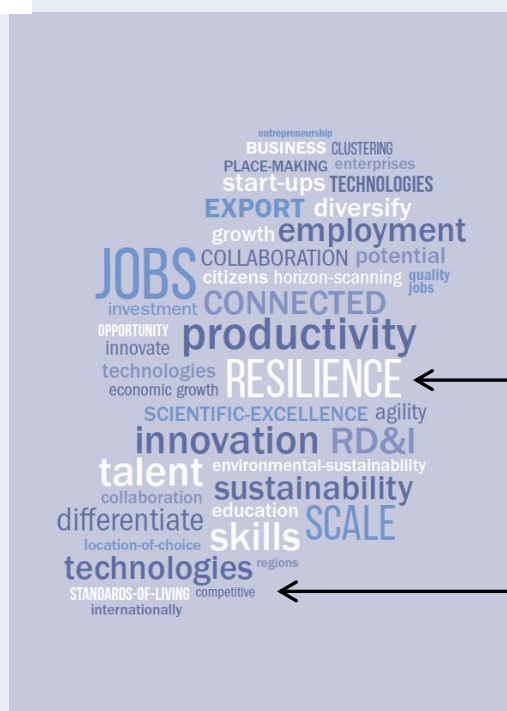 entrepreneurship
BUSINESS CLUSTERING
PLACE-MAKING enterprises
start-ups TECHNOLOGIES
EXPORT diversify
growth employment
JOBS COLLABORATION potential
citizens horizon-scanning quality jobs
investment CONNECTED
OPPORTUNITY productivity
innovate
technologies RESILIENCE
economic growth
SCIENTIFIC-EXCELLENCE agility
innovation RD&I
talent environmental-sustainability
collaboration sustainability
differentiate education SCALE
location-of-choice skills
technologies regions
STANDARDS-OF-LIVING competitive
internationally